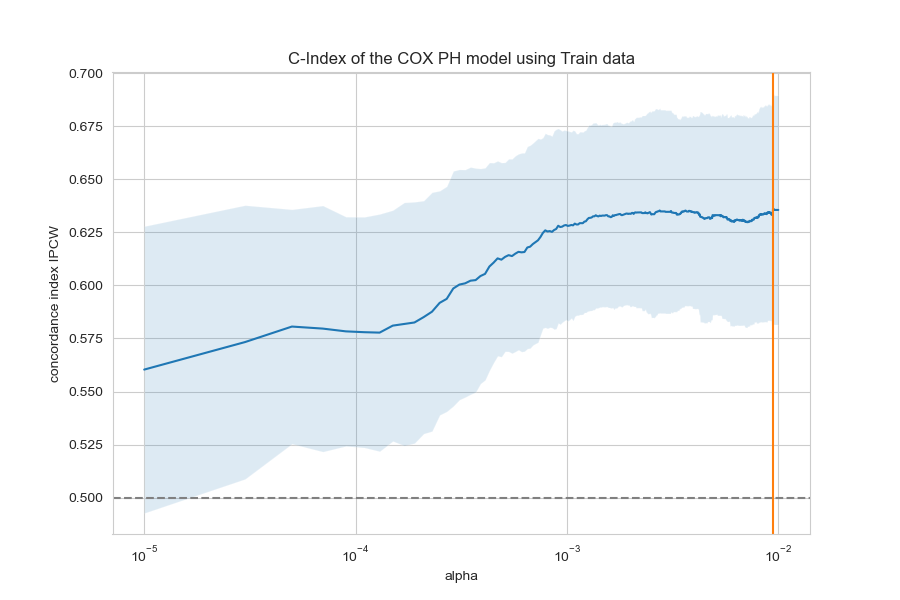 C-Index of the COX PH model using Train data
0.700
0.675
0.650
0.625
0.600
0.575
0.550
0.525
0.500
concordance index IPCW
10⁻⁵ 10⁻⁴ 10⁻³ 10⁻²
alpha